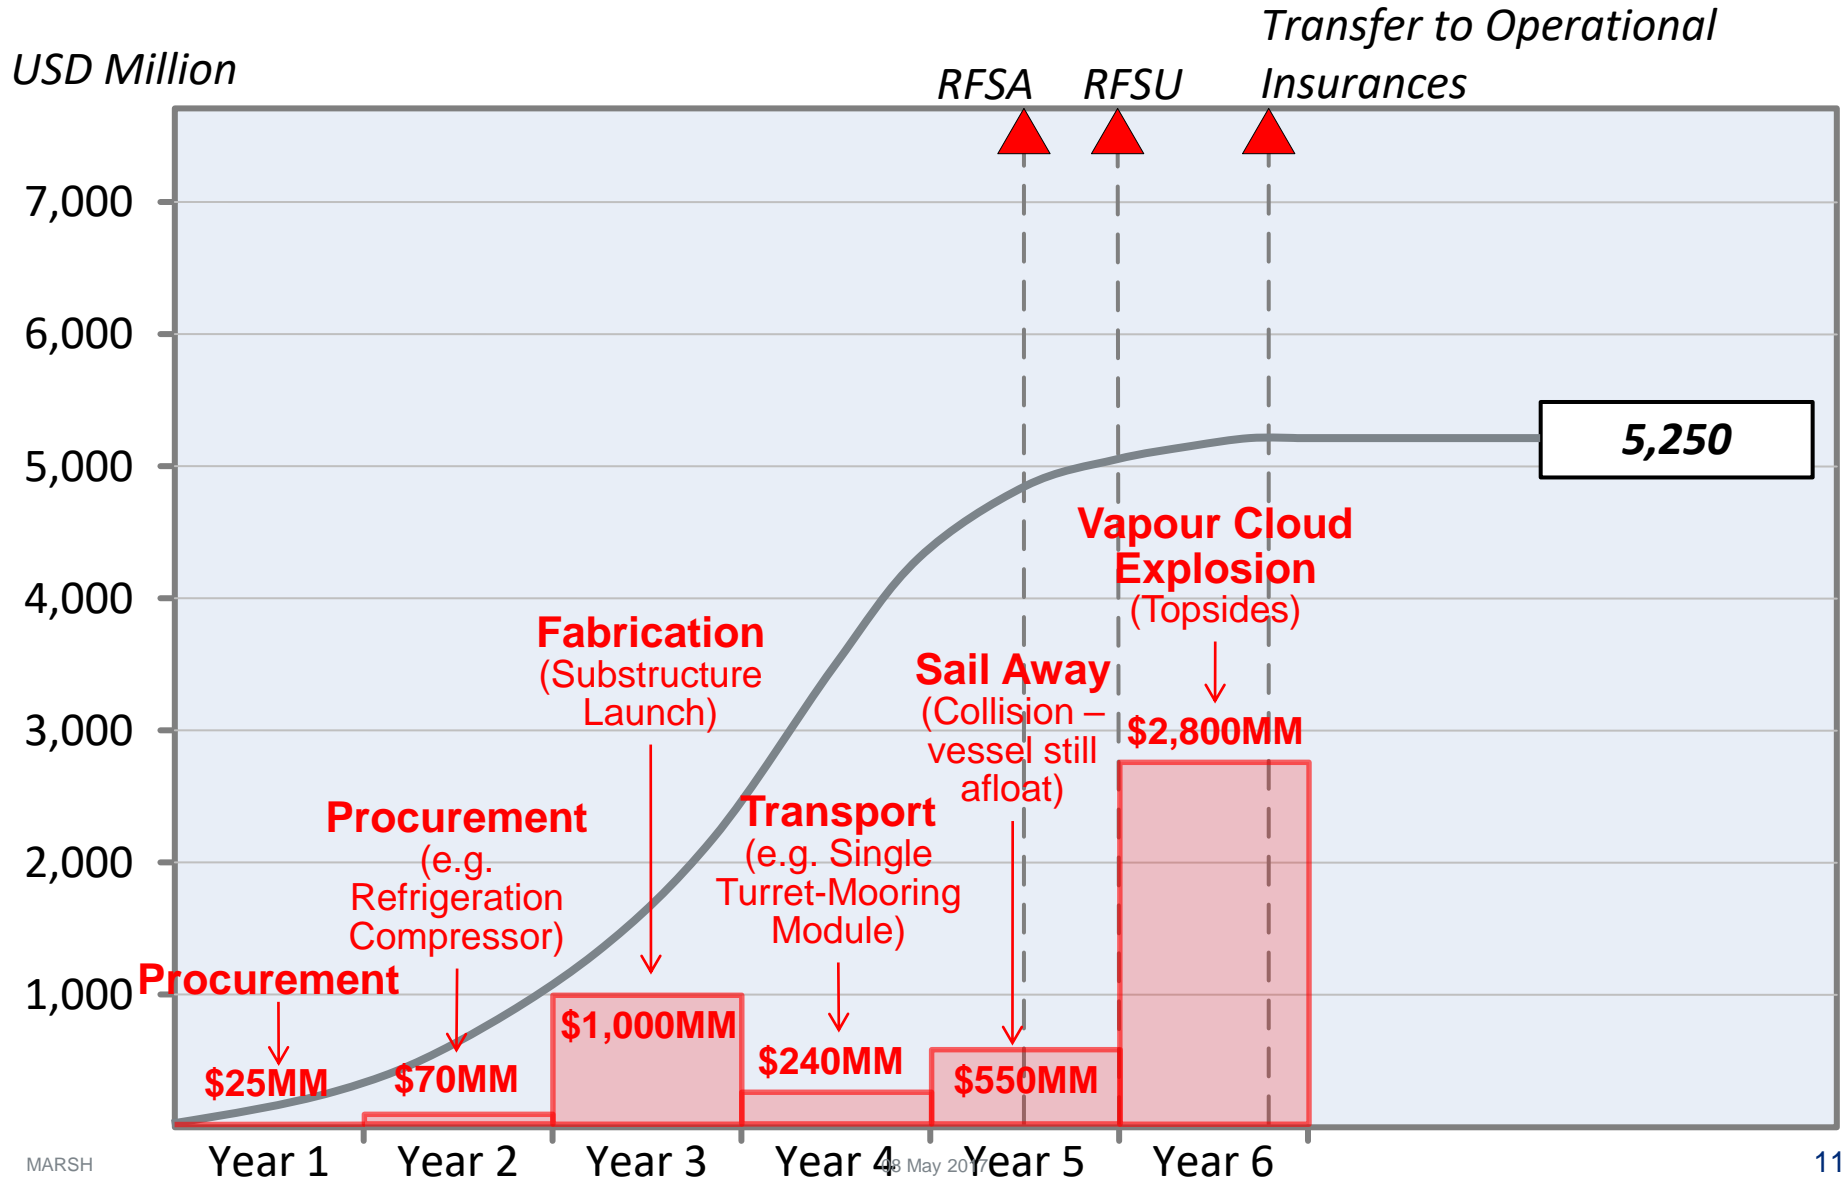 Transfer to Operational
Insurances
USD Million
RFSA
RFSU
7,000
6,000
5,000
4,000
3,000
2,000
1,000
5,250
Vapour Cloud
Explosion
(Topsides)
$2,800MM
Fabrication
(Substructure
Launch)
$1,000MM
Sail Away
(Collision –
vessel still
afloat)
$550MM
Procurement
(e.g.
Refrigeration
Compressor)
$70MM
Transport
(e.g. Single
Turret-Mooring
Module)
$240MM
Procurement
$25MM
Year 1
Year 2
Year 3
Year 4
Year 5
Year 6
MARSH
08 May 2017
11